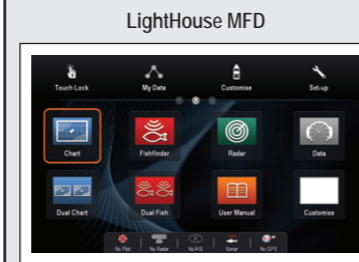 LightHouse MFD
Touch Lock
My Data
Customise
Set-up
Chart
Fishfinder
Radar
Data
Dual Chart
Dual Fish
User Manual
Customise
No Pilot
No Radar
No AIS
Sonar
No GPS